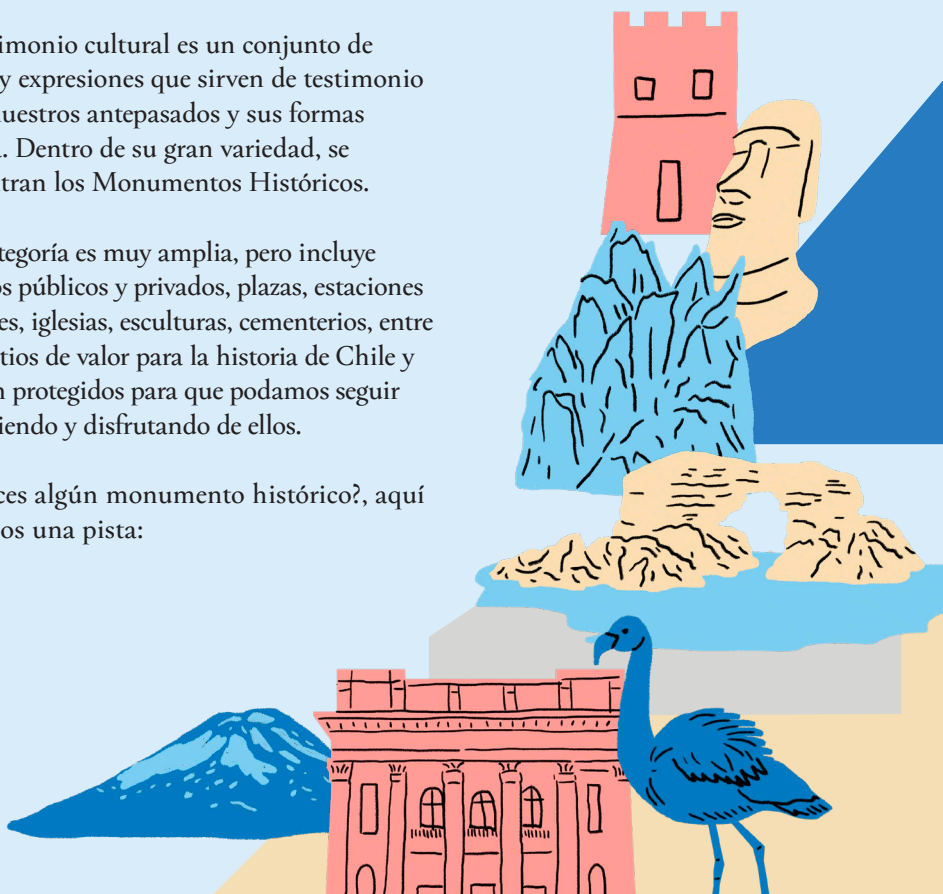 imonio cultural es un conjunto de
y expresiones que sirven de testimonio
uestros antepasados y sus formas
. Dentro de su gran variedad, se
tran los Monumentos Históricos.
tegoría es muy amplia, pero incluye
os públicos y privados, plazas, estaciones
es, iglesias, esculturas, cementerios, entre
tios de valor para la historia de Chile y
n protegidos para que podamos seguir
iendo y disfrutando de ellos.
ces algún monumento histórico?, aquí
os una pista: